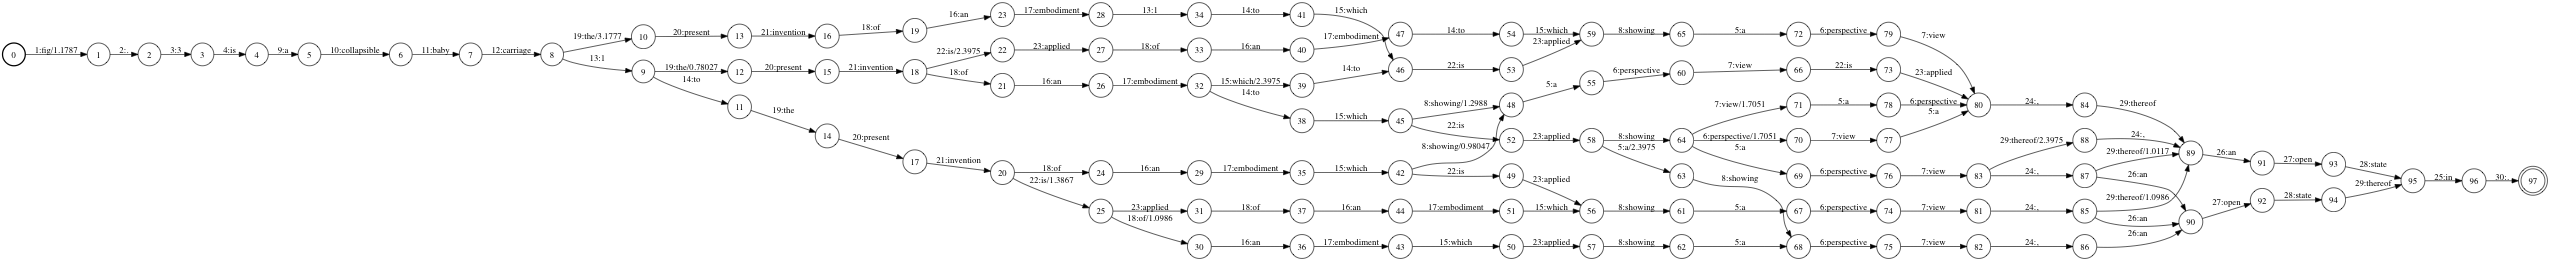 16:an 23 17:embodiment 28 13:1 34 14:to 41 15:which
18:of 19
19:the/3.1777 10 20:present 13 21:invention 16 47 14:to 54 15:which 59 8:showing 65 5:a 72 6:perspective 79 7:view
22:is/2.3975 22 23:applied 27 18:of 33 16:an 40 17:embodiment 23:applied
0 1:fig/1.1787 1 2:. 2 3:3 3 4:is 4 9:a 5 10:collapsible 6 11:baby 7 12:carriage 8
13:1 9 19:the/0.78027 12 20:present 15 21:invention 18 14:to 46 22:is 53 6:perspective 60 7:view 66 22:is 73 23:applied
14:to 18:of 21 16:an 26 17:embodiment 32 15:which/2.3975 39 5:a 55
14:to 11 8:showing/1.2988 48 7:view/1.7051 71 5:a 78 6:perspective 80 24:, 84 29:thereof
19:the 38 15:which 45 22:is 5:a
14 20:present 8:showing/0.98047 52 23:applied 58 8:showing 64 6:perspective/1.7051 70 7:view 77 29:thereof/2.3975 88 24:,
17 21:invention 5:a/2.3975 5:a 29:thereof/1.0117 89 26:an 91 27:open 93 28:state
20 18:of 24 16:an 29 17:embodiment 35 15:which 42 22:is 49 23:applied 63 8:showing 69 6:perspective 76 7:view 83 24:, 87 26:an 95 25:in 96 30:. 97
22:is/1.3867 29:thereof/1.0986 90 27:open 92 28:state 94 29:thereof
25 23:applied 31 18:of 37 16:an 44 17:embodiment 51 15:which 56 8:showing 61 5:a 67 6:perspective 74 7:view 81 24:, 85 26:an
18:of/1.0986 30 16:an 36 17:embodiment 43 15:which 50 23:applied 57 8:showing 62 5:a 68 6:perspective 75 7:view 82 24:, 86 26:an